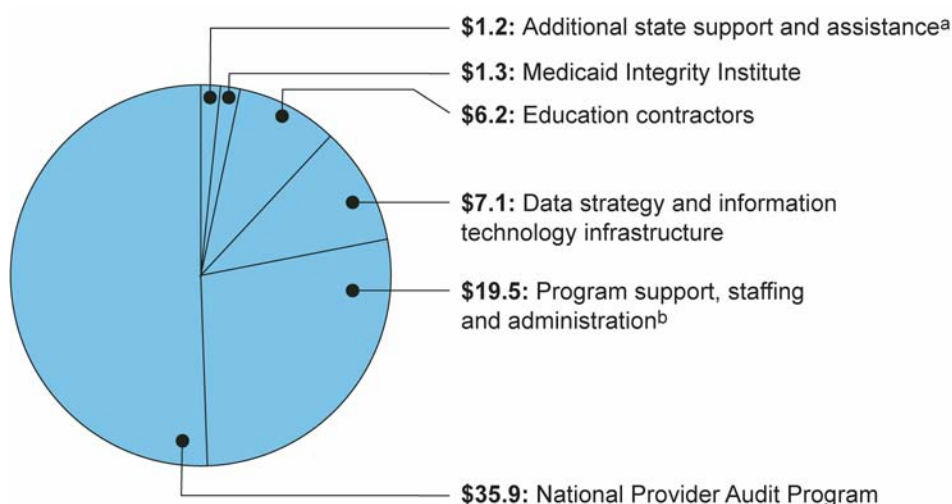 $1.2: Additional state support and assistanceᵃ
$1.3: Medicaid Integrity Institute
$6.2: Education contractors
$7.1: Data strategy and information
technology infrastructure
$19.5: Program support, staffing
and administrationᵇ
$35.9: National Provider Audit Program